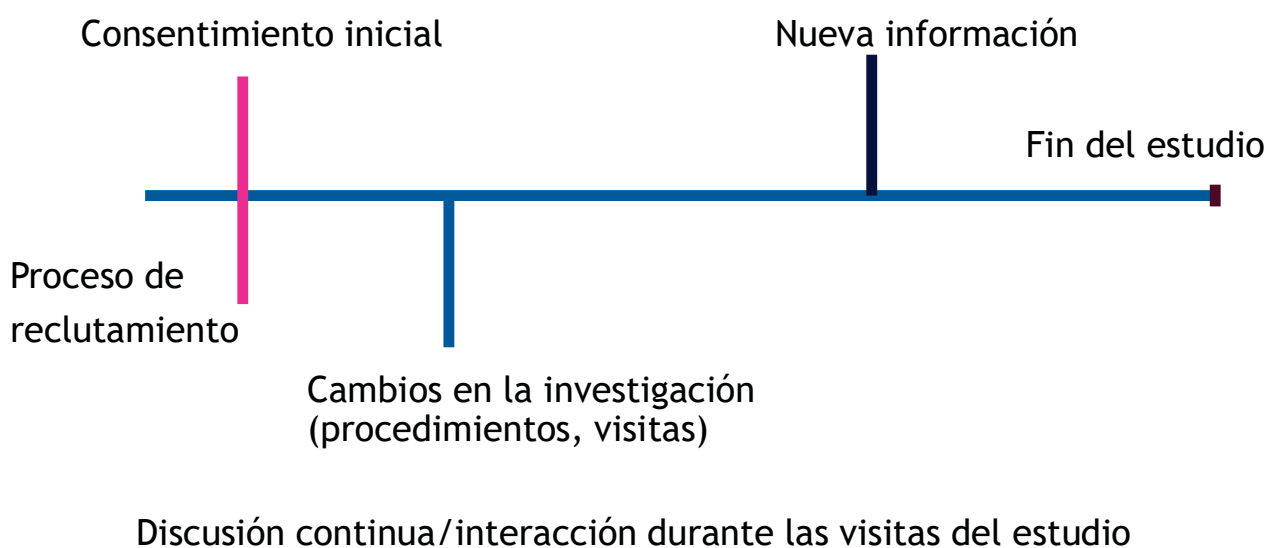 Consentimiento inicial
Nueva información
Fin del estudio
Proceso de
reclutamiento
Cambios en la investigación
(procedimientos, visitas)
Discusión continua/interacción durante las visitas del estudio